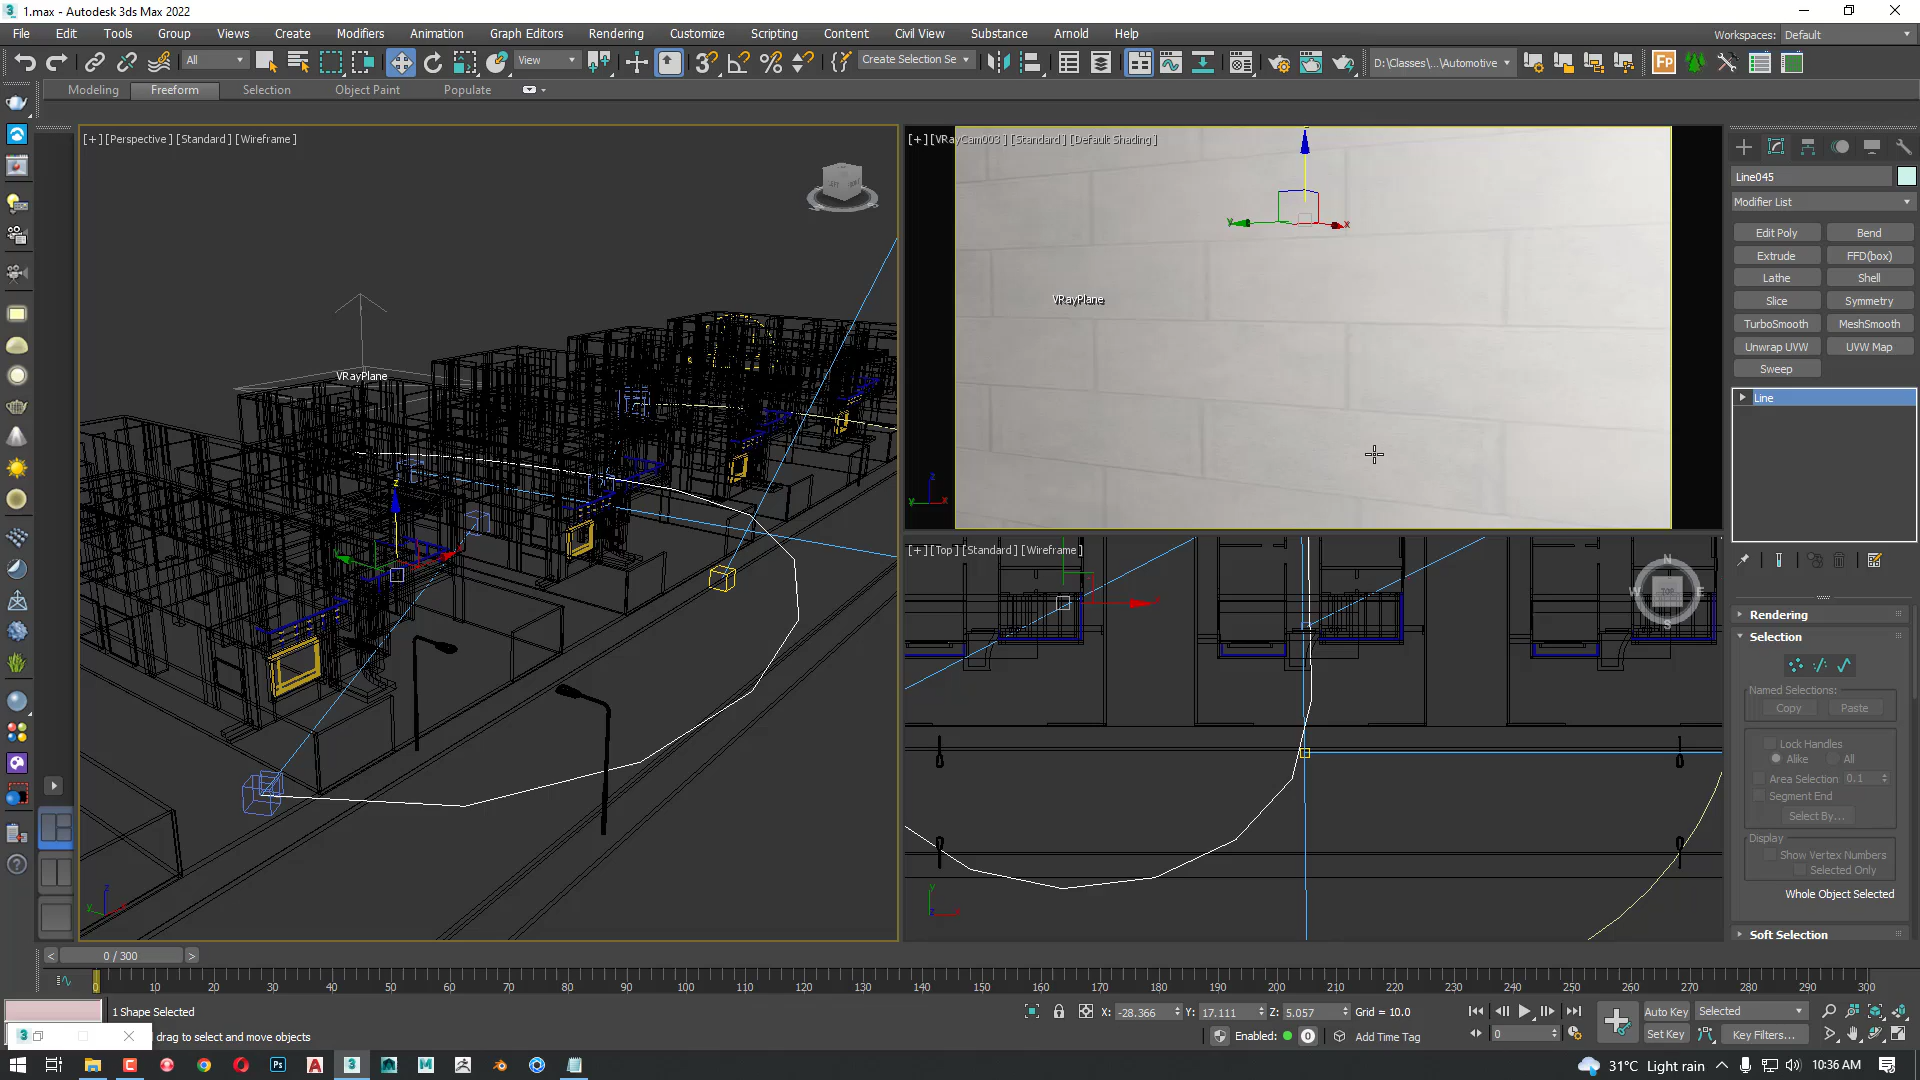 1.max - Autodesk 3ds Max 2022
File Edit Tools Group Views Create Modifiers Animation Graph Editors Rendering Customize Scripting Content Civil View Substance Arnold Help
Workspaces: Default
All View Create Selection Se D:\Classes\...\Automotive
Modeling Freeform Selection Object Paint Populate
[+] [Perspective] [Standard] [Wireframe]
VRayPlane
z
[+] [VRayCam003] [Standard] [Default Shading]
VRayPlane
[+] [Top] [Standard] [Wireframe]
N
W TOP E
S
Line045
Modifier List
Edit Poly Bend
Extrude FFD(box)
Lathe Shell
Slice Symmetry
TurboSmooth MeshSmooth
Unwrap UVW UVW Map
Sweep
Line
Rendering
Selection
Named Selections:
Copy Paste
Lock Handles
Alike All
Area Selection 0.1
Segment End
Select By...
Display
Show Vertex Numbers
Selected Only
Whole Object Selected
Soft Selection
< 0 / 300 >
0 10 20 30 40 50 60 70 80 90 100 110 120 130 140 150 160 170 180 190 200 210 220 230 240 250 260 270 280 290 300
1 Shape Selected X: -28.366 Y: 17.111 Z: 5.057 Grid = 10.0 Auto Key Selected
drag to select and move objects Enabled: 0 Add Time Tag 0 Set Key Key Filters...
31°C Light rain 10:36 AM